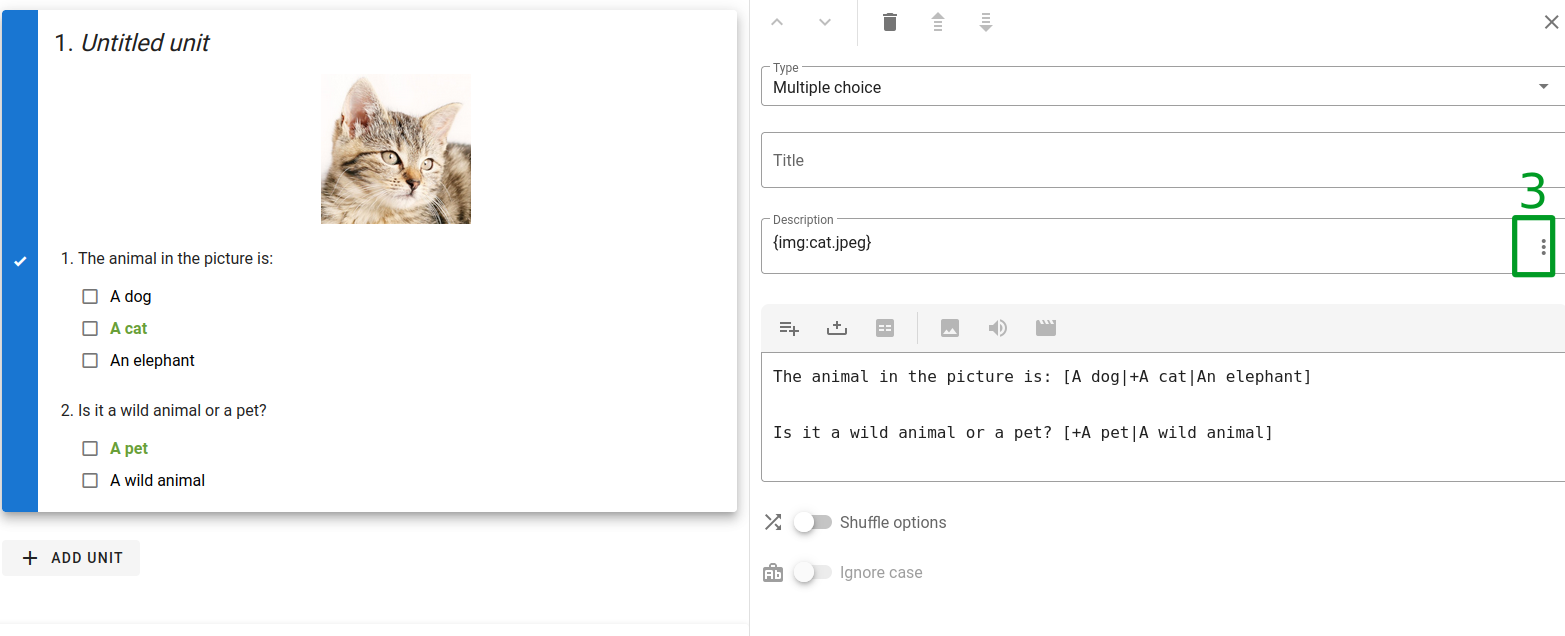 1. Untitled unit
1. The animal in the picture is:
A dog
A cat
An elephant
2. Is it a wild animal or a pet?
A pet
A wild animal
ADD UNIT
Type
Multiple choice
Title
3
Description
{img:cat.jpeg}
The animal in the picture is: [A dog|+A cat|An elephant]
Is it a wild animal or a pet? [+A pet|A wild animal]
Shuffle options
Ab
Ignore case